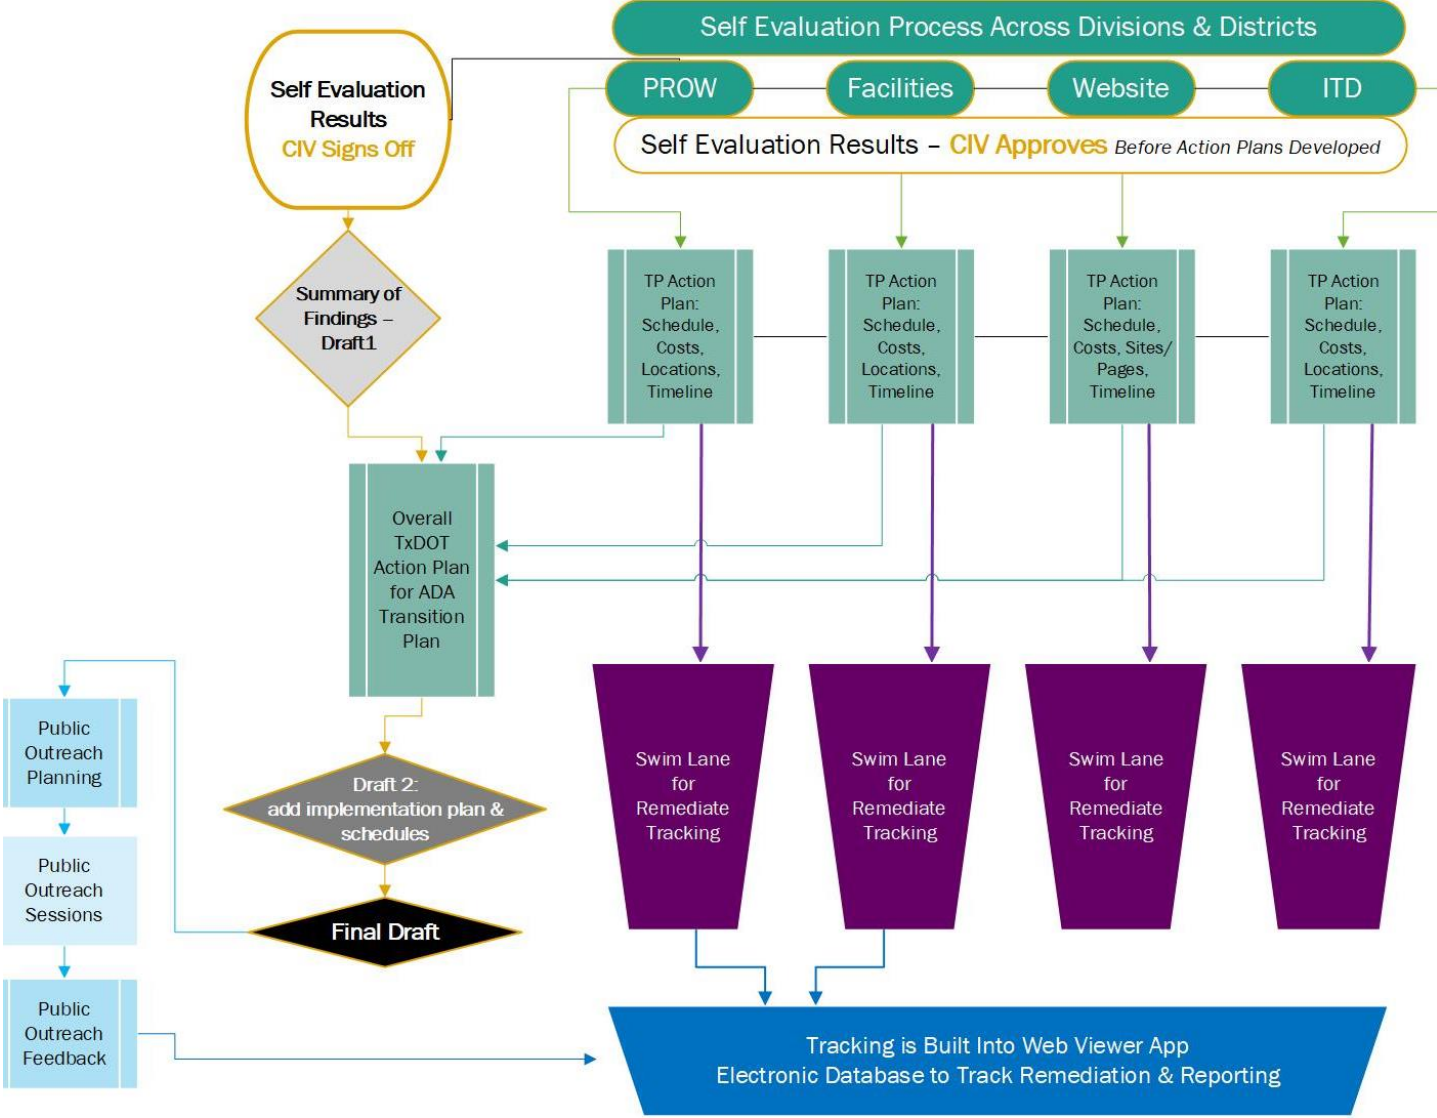 Self Evaluation Process Across Divisions & Districts
PROW
Facilities
Website
ITD
Self Evaluation Results – CIV Approves Before Action Plans Developed
Self Evaluation
Results
CIV Signs Off
Summary of
Findings –
Draft1
TP Action
Plan:
Schedule,
Costs,
Locations,
Timeline
TP Action
Plan:
Schedule,
Costs,
Locations,
Timeline
TP Action
Plan:
Schedule,
Costs, Sites/
Pages,
Timeline
TP Action
Plan:
Schedule,
Costs,
Locations,
Timeline
Overall
TxDOT
Action Plan
for ADA
Transition
Plan
Draft 2:
add implementation plan &
schedules
Final Draft
Public
Outreach
Planning
Public
Outreach
Sessions
Public
Outreach
Feedback
Swim Lane
for
Remediate
Tracking
Swim Lane
for
Remediate
Tracking
Swim Lane
for
Remediate
Tracking
Swim Lane
for
Remediate
Tracking
Tracking is Built Into Web Viewer App
Electronic Database to Track Remediation & Reporting